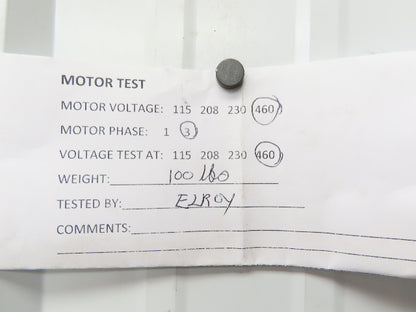 MOTOR TEST
MOTOR VOLTAGE: 115 208 230 460
MOTOR PHASE: 1 3
VOLTAGE TEST AT: 115 208 230 460
WEIGHT: 100 lbs
TESTED BY: ELROY
COMMENTS: